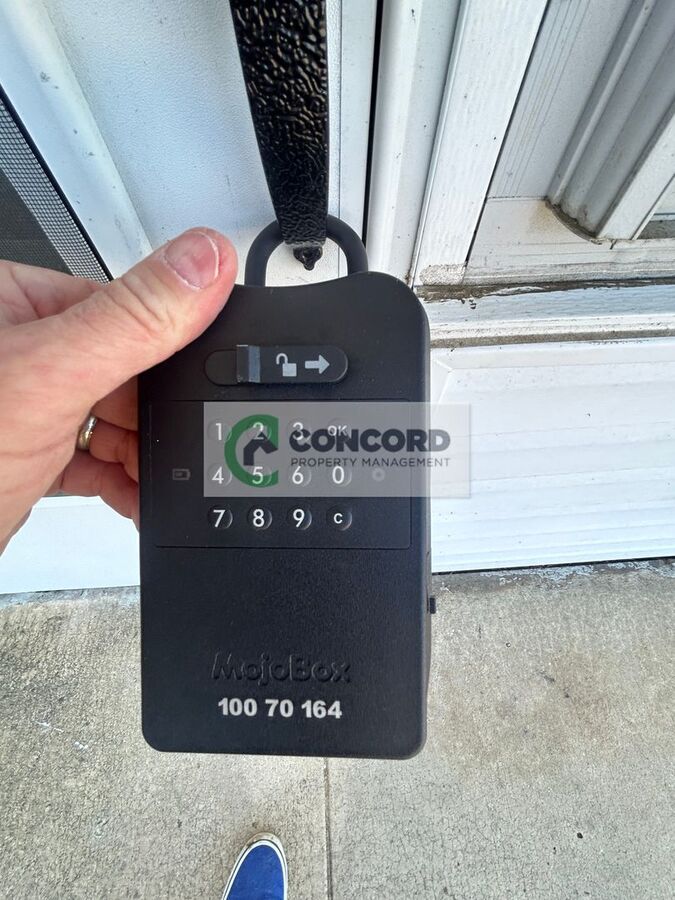 1 2 3 OK
CONCORD
PROPERTY MANAGEMENT
4 5 6 0
7 8 9 C
MojoBox
100 70 164